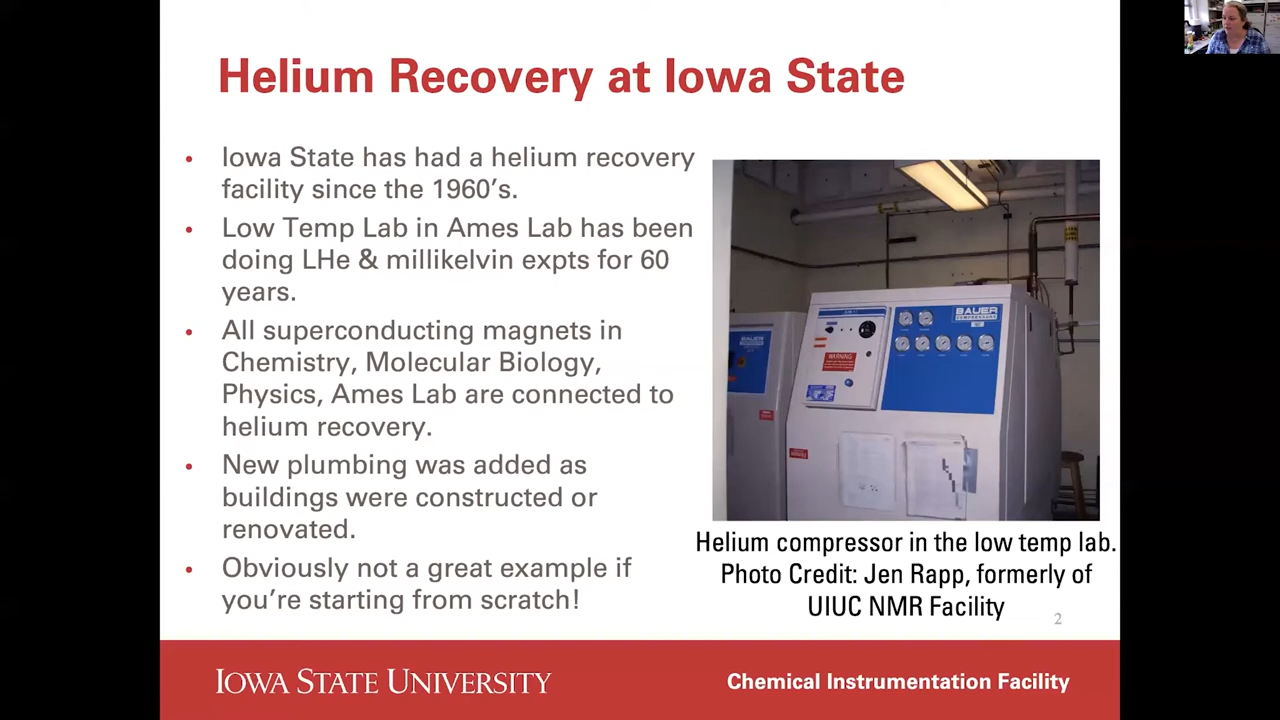 Helium Recovery at Iowa State
• Iowa State has had a helium recovery
facility since the 1960's.
• Low Temp Lab in Ames Lab has been
doing LHe & millikelvin expts for 60
years.
• All superconducting magnets in
Chemistry, Molecular Biology,
Physics, Ames Lab are connected to
helium recovery.
• New plumbing was added as
buildings were constructed or
renovated.
• Obviously not a great example if
you're starting from scratch!
BAUER
WARNING
BAUER
Helium compressor in the low temp lab.
Photo Credit: Jen Rapp, formerly of
UIUC NMR Facility
2
IOWA STATE UNIVERSITY
Chemical Instrumentation Facility